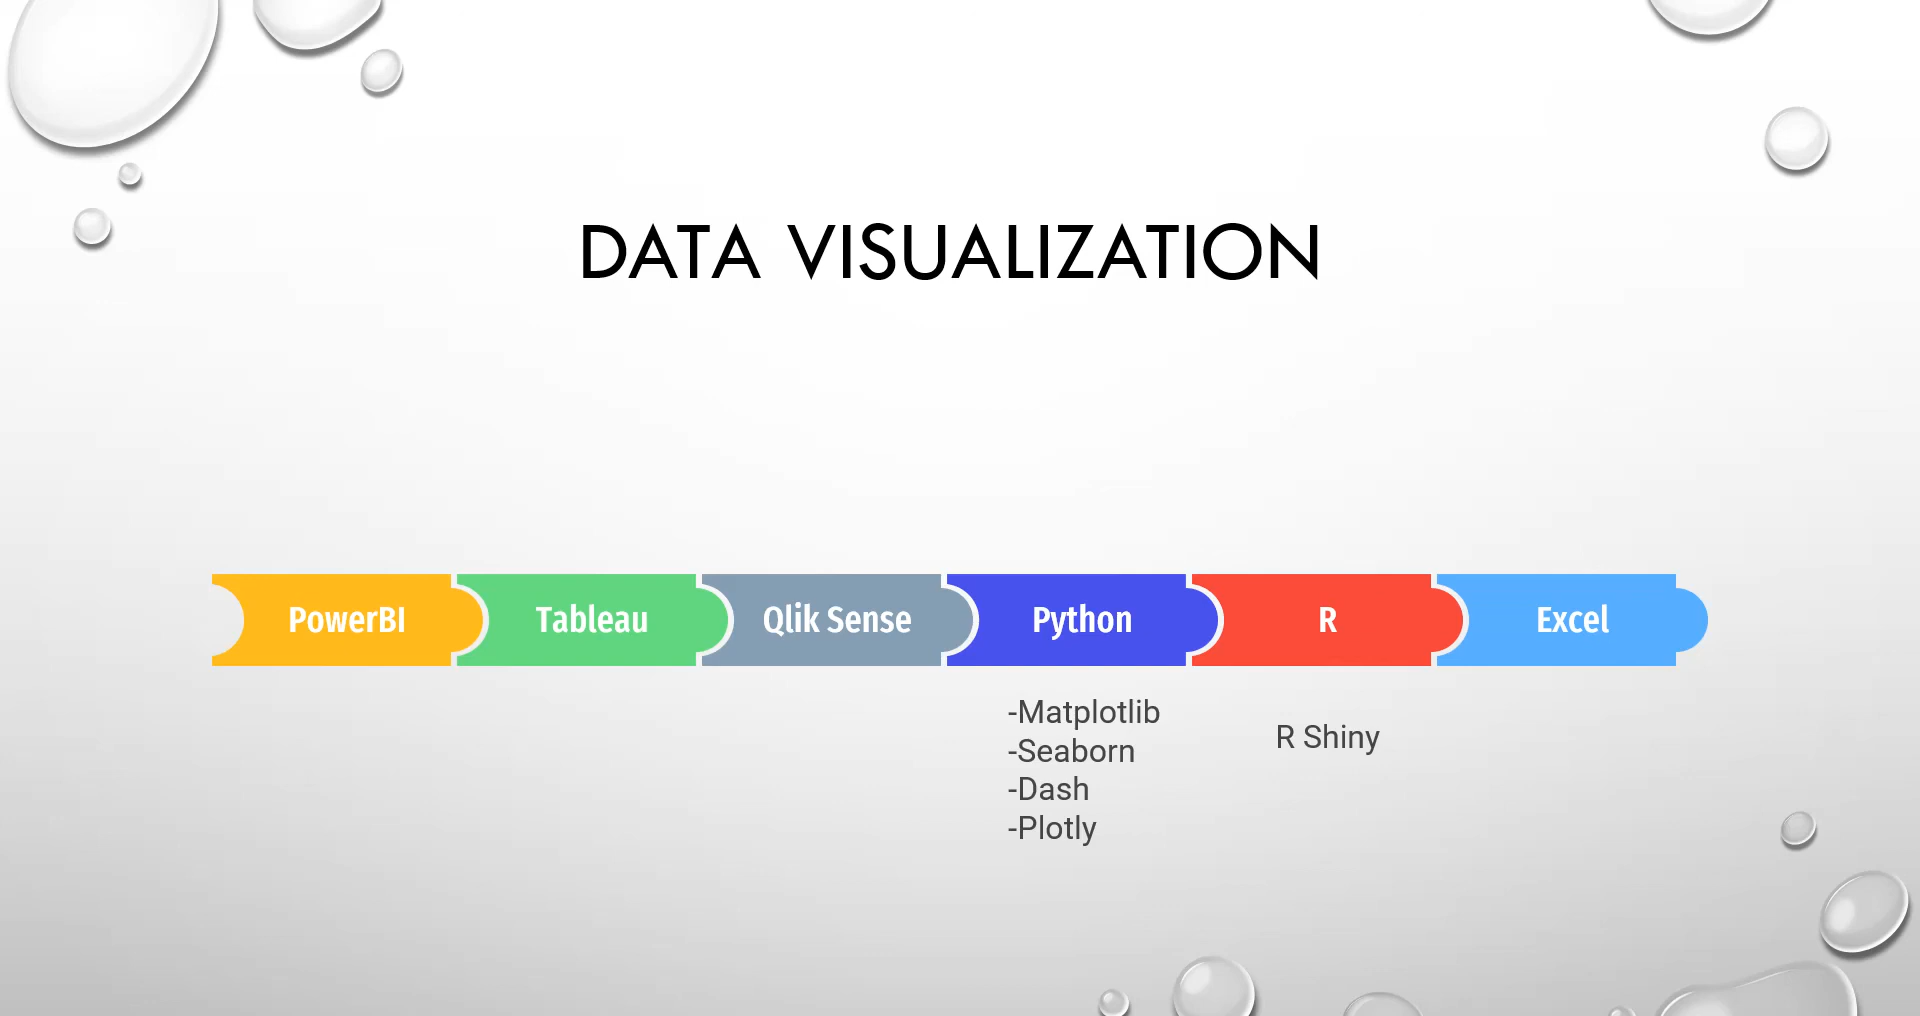 DATA VISUALIZATION
PowerBI
Tableau
Qlik Sense
Python
R
Excel
-Matplotlib
-Seaborn
-Dash
-Plotly
R Shiny